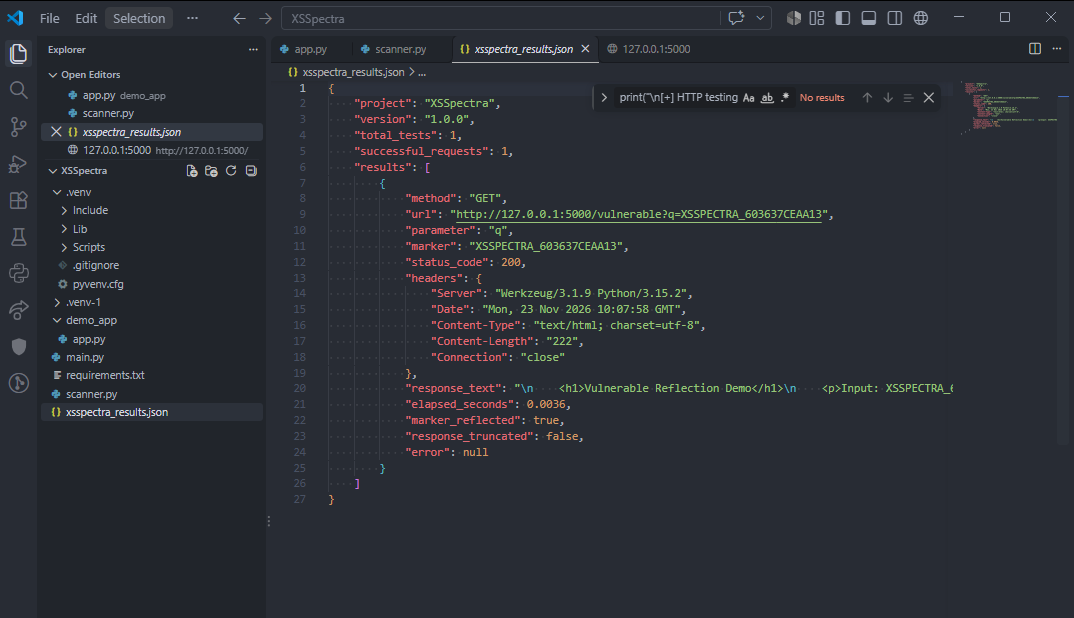 File Edit Selection ··· XSSpectra
Explorer ···
Open Editors
app.py demo_app
scanner.py
{} xsspectra_results.json
127.0.0.1:5000 http://127.0.0.1:5000/
XSSpectra
.venv
Include
Lib
Scripts
.gitignore
pyvenv.cfg
.venv-1
demo_app
app.py
main.py
requirements.txt
scanner.py
{} xsspectra_results.json
app.py scanner.py {} xsspectra_results.json 127.0.0.1:5000
{} xsspectra_results.json > ...
print("\n[+] HTTP testing Aa ab .* No results
1 {
2 "project": "XSSpectra",
3 "version": "1.0.0",
4 "total_tests": 1,
5 "successful_requests": 1,
6 "results": [
7 {
8 "method": "GET",
9 "url": "http://127.0.0.1:5000/vulnerable?q=XSSPECTRA_603637CEAA13",
10 "parameter": "q",
11 "marker": "XSSPECTRA_603637CEAA13",
12 "status_code": 200,
13 "headers": {
14 "Server": "Werkzeug/3.1.9 Python/3.15.2",
15 "Date": "Mon, 23 Nov 2026 10:07:58 GMT",
16 "Content-Type": "text/html; charset=utf-8",
17 "Content-Length": "222",
18 "Connection": "close"
19 },
20 "response_text": "\n    <h1>Vulnerable Reflection Demo</h1>\n    <p>Input: XSSPECTRA_6
21 "elapsed_seconds": 0.0036,
22 "marker_reflected": true,
23 "response_truncated": false,
24 "error": null
25 }
26 ]
27 }